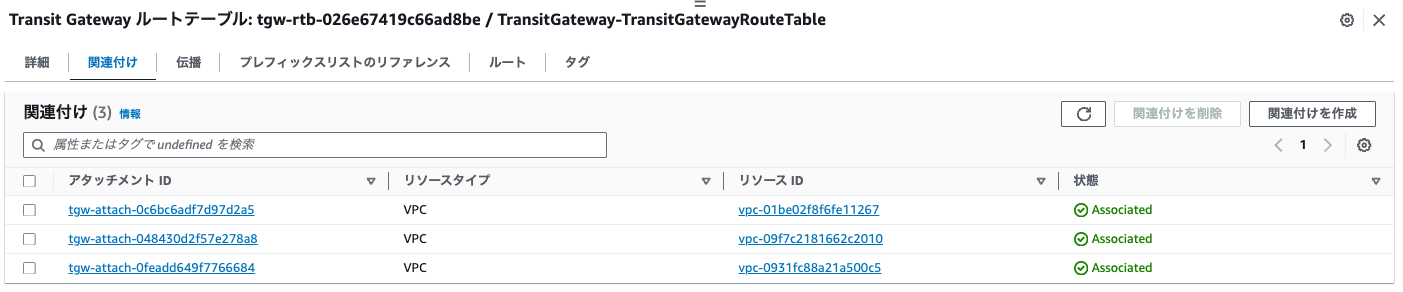 Transit Gateway ルートテーブル: tgw-rtb-026e67419c66ad8be / TransitGateway-TransitGatewayRouteTable
詳細 関連付け 伝播 プレフィックスリストのリファレンス ルート タグ
関連付け (3) 情報 関連付けを削除 関連付けを作成
属性またはタグで undefined を検索 1
アタッチメント ID リソースタイプ リソース ID 状態
tgw-attach-0c6bc6adf7d97d2a5 VPC vpc-01be02f8f6fe11267 Associated
tgw-attach-048430d2f57e278a8 VPC vpc-09f7c2181662c2010 Associated
tgw-attach-0feadd649f7766684 VPC vpc-0931fc88a21a500c5 Associated